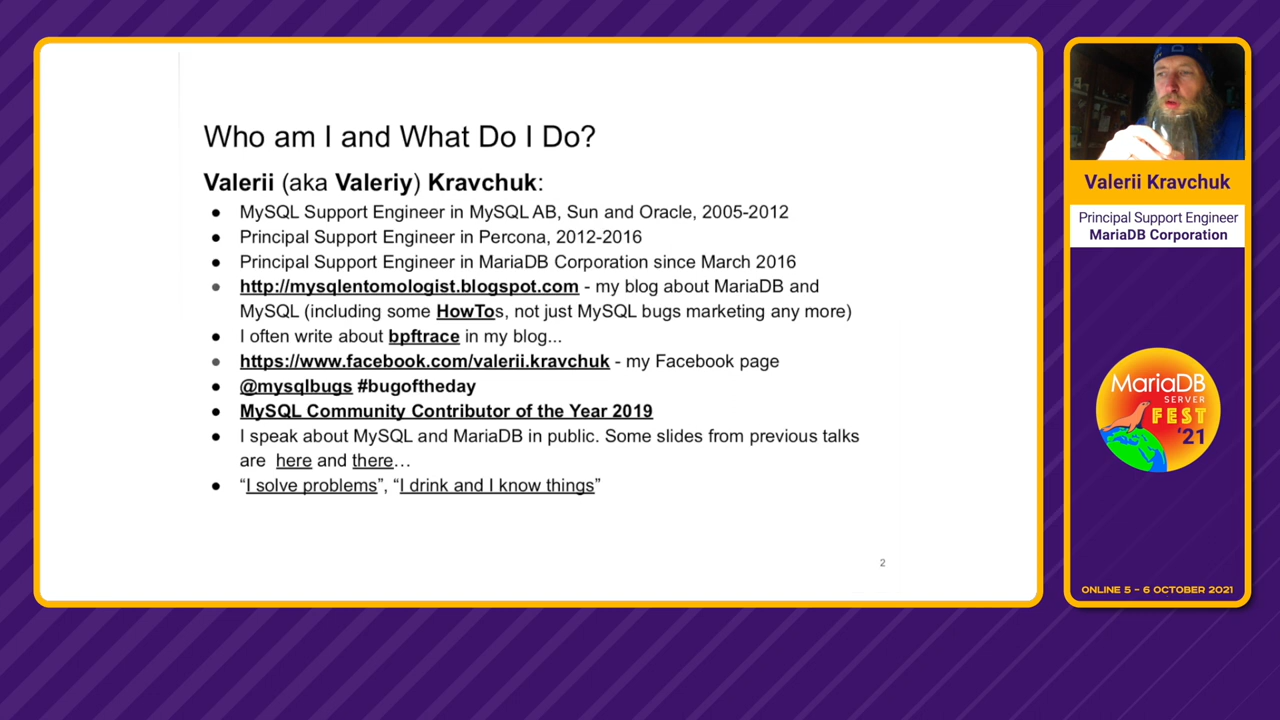 Who am I and What Do I Do?
Valerii (aka Valeriy) Kravchuk:
● MySQL Support Engineer in MySQL AB, Sun and Oracle, 2005-2012
● Principal Support Engineer in Percona, 2012-2016
● Principal Support Engineer in MariaDB Corporation since March 2016
● http://mysqlentomologist.blogspot.com - my blog about MariaDB and
MySQL (including some HowTos, not just MySQL bugs marketing any more)
● I often write about bpftrace in my blog...
● https://www.facebook.com/valerii.kravchuk - my Facebook page
● @mysqlbugs #bugoftheday
● MySQL Community Contributor of the Year 2019
● I speak about MySQL and MariaDB in public. Some slides from previous talks
are here and there…
● “I solve problems”, “I drink and I know things”
2
Valerii Kravchuk
Principal Support Engineer
MariaDB Corporation
MariaDB
SERVER
FEST
'21
ONLINE 5 - 6 OCTOBER 2021